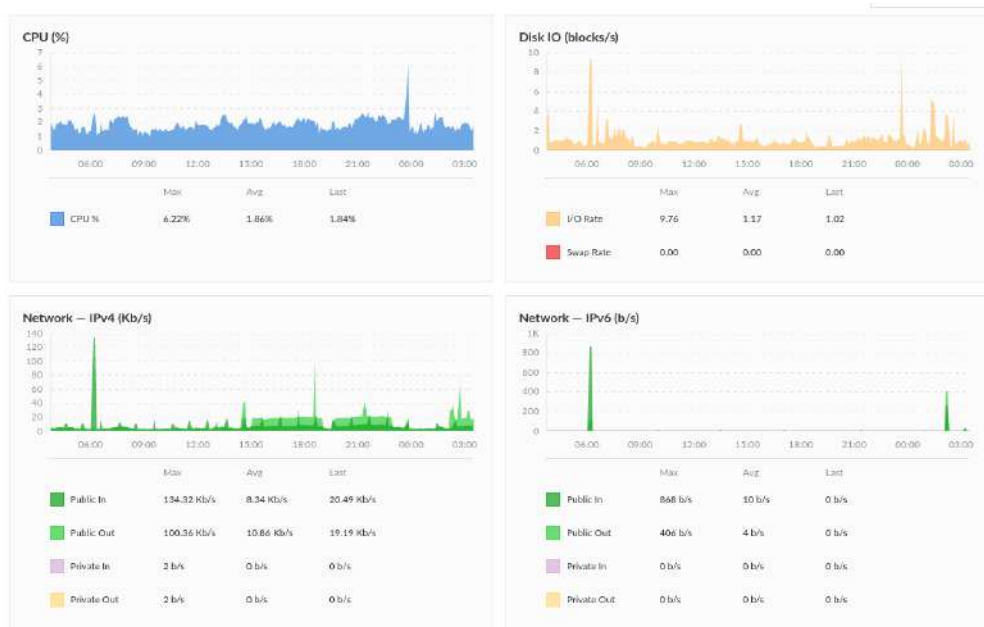 CPU (%)
7
6
5
4
3
2
1
0
06:00 09:00 12:00 15:00 18:00 21:00 00:00 03:00
Max Avg Last
CPU % 6.22% 1.86% 1.84%
Disk IO (blocks/s)
10
8
6
4
2
0
06:00 09:00 12:00 15:00 18:00 21:00 00:00
Max Avg Last
I/O Rate 9.76 1.17 1.02
Swap Rate 0.00 0.00 0.00
Network — IPv4 (Kb/s)
140
120
100
80
60
40
20
0
06:00 09:00 12:00 15:00 18:00 21:00 00:00 03:00
Max Avg Last
Public In 134.32 Kb/s 8.34 Kb/s 20.49 Kb/s
Public Out 100.36 Kb/s 10.86 Kb/s 19.19 Kb/s
Private In 2 b/s 0 b/s 0 b/s
Private Out 2 b/s 0 b/s 0 b/s
Network — IPv6 (b/s)
1K
800
600
400
200
0
06:00 09:00 12:00 15:00 18:00 21:00 00:00 03:00
Max Avg Last
Public In 868 b/s 10 b/s 0 b/s
Public Out 406 b/s 4 b/s 0 b/s
Private In 0 b/s 0 b/s 0 b/s
Private Out 0 b/s 0 b/s 0 b/s